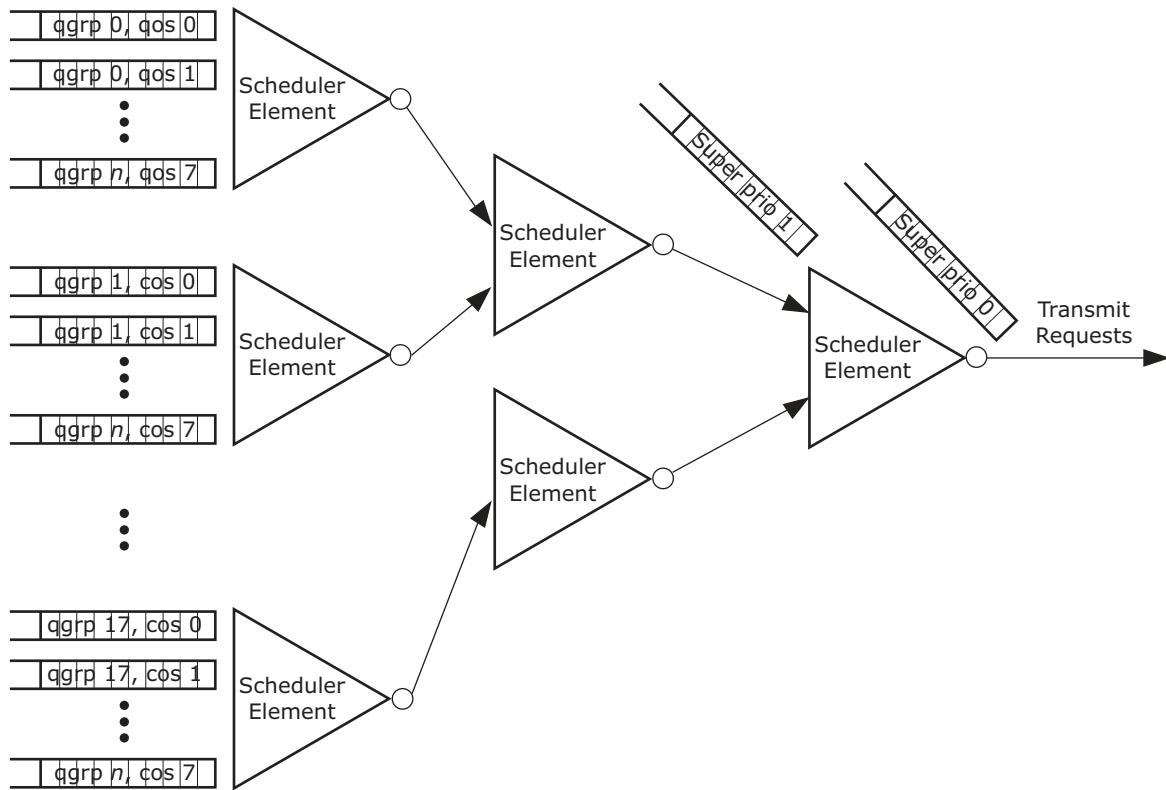 qgrp 0, qos 0
qgrp 0, qos 1
qgrp n, qos 7
Scheduler
Element
qgrp 1, cos 0
qgrp 1, cos 1
qgrp n, cos 7
Scheduler
Element
qgrp 17, cos 0
qgrp 17, cos 1
qgrp n, cos 7
Scheduler
Element
Scheduler
Element
Scheduler
Element
Super prio 1
Super prio 0
Scheduler
Element
Transmit
Requests